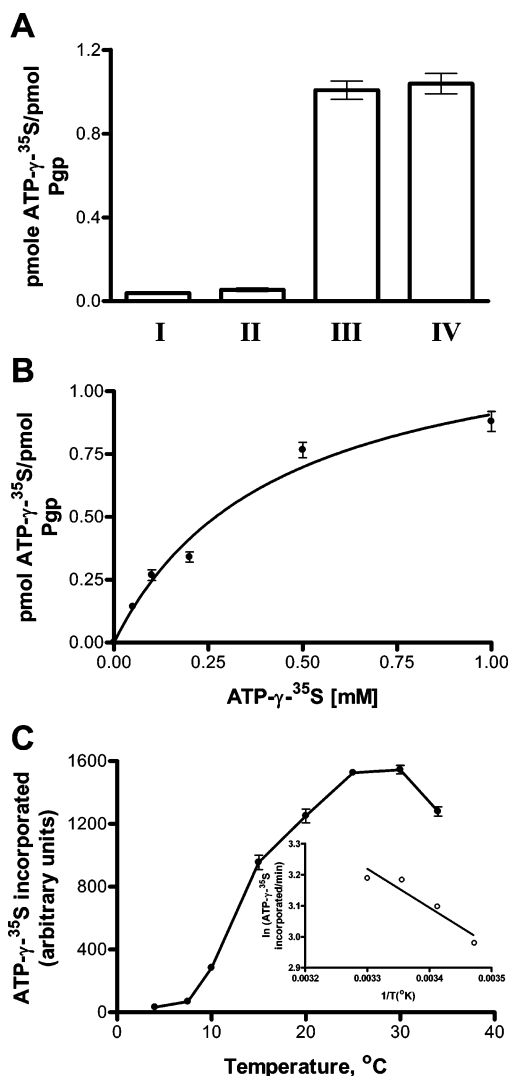 A
pmole ATP-γ-³⁵S/pmol
Pgp
1.2
0.8
0.4
0.0
I II III IV
B
pmol ATP-γ-³⁵S/pmol
Pgp
1.00
0.75
0.50
0.25
0.00
0.00 0.25 0.50 0.75 1.00
ATP-γ-³⁵S [mM]
C
ATP-γ-³⁵S incorporated
(arbitrary units)
1600
1200
800
400
0
0 10 20 30 40
Temperature, °C
ln (ATP-γ-³⁵S
incorporated/min)
3.3
3.2
3.1
3.0
2.9
0.0032 0.0033 0.0034 0.0035
1/T(°K)